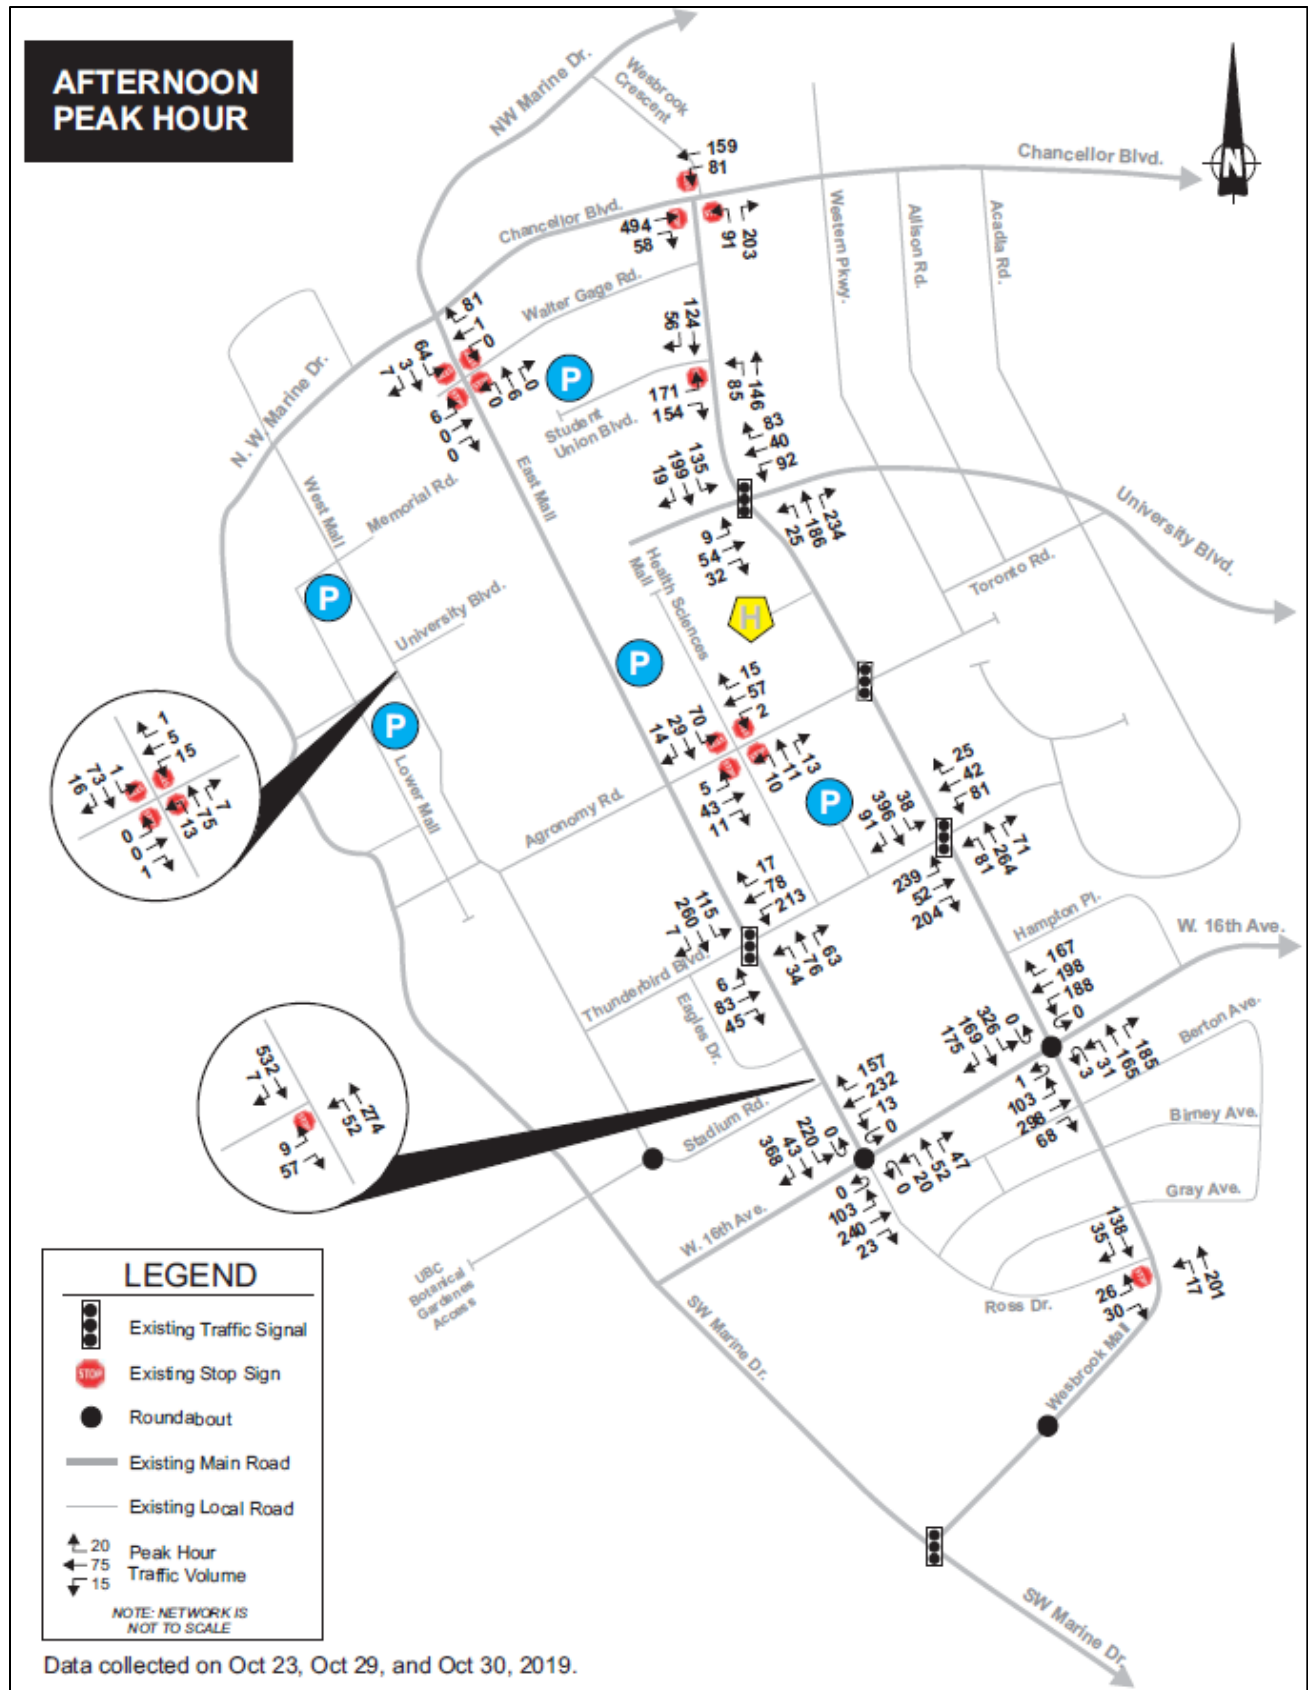 AFTERNOON
PEAK HOUR
NW Marine Dr.
Wesbrook
Crescent
159
81
Chancellor Blvd.
Chancellor Blvd.
494
58
91
203
Western Pkwy.
Allison Rd.
Acadia Rd.
Walter Gage Rd.
81
1
0
64
3
7
0
9
0
6
0
0
P
124
56
171
154
146
85
Student
Union Blvd.
N. W. Marine Dr.
West Mall
Memorial Rd.
East Mall
83
40
92
135
199
19
234
186
25
9
54
32
University Blvd.
Toronto Rd.
Health Sciences
Mall
H
P
P
University Blvd.
P
Lower Mall
1
5
15
1
73
16
7
75
13
0
0
1
15
57
2
70
29
14
13
11
10
5
43
11
P
Agronomy Rd.
25
42
81
38
396
91
71
264
81
239
52
204
17
78
213
115
260
7
63
76
34
6
83
45
Thunderbird Blvd.
Eagles Dr.
Hampton Pl.
W. 16th Ave.
167
198
188
0
0
326
169
175
185
165
31
3
1
103
298
68
Berton Ave.
Birney Ave.
Gray Ave.
532
7
274
52
9
57
Stadium Rd.
157
232
13
0
0
220
43
368
47
52
20
0
0
103
240
23
W. 16th Ave.
UBC
Botanical
Gardenes
Access
138
35
201
17
26
30
Ross Dr.
Wesbrook Mall
SW Marine Dr.
SW Marine Dr.
N
LEGEND
Existing Traffic Signal
STOP
Existing Stop Sign
Roundabout
Existing Main Road
Existing Local Road
20
75
15
Peak Hour
Traffic Volume
NOTE: NETWORK IS
NOT TO SCALE
Data collected on Oct 23, Oct 29, and Oct 30, 2019.